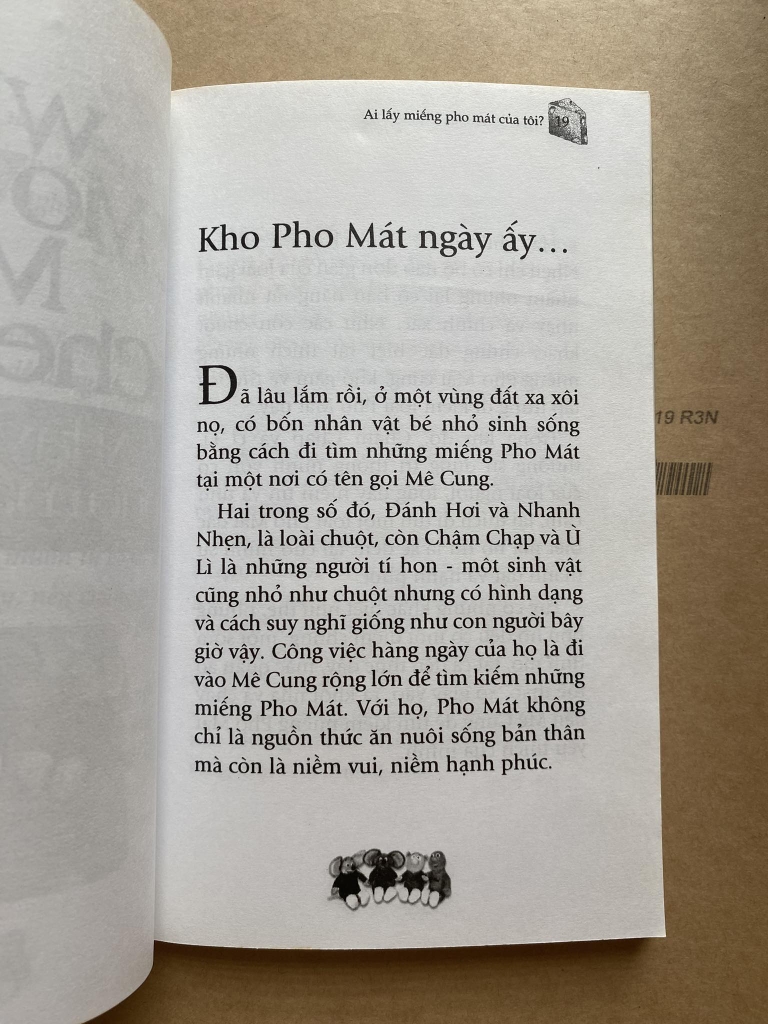 Ai lấy miếng pho mát của tôi?
19
Kho Pho Mát ngày ấy...
Đã lâu lắm rồi, ở một vùng đất xa xôi
nọ, có bốn nhân vật bé nhỏ sinh sống
bằng cách đi tìm những miếng Pho Mát
tại một nơi có tên gọi Mê Cung.
Hai trong số đó, Đánh Hơi và Nhanh
Nhẹn, là loài chuột, còn Chậm Chạp và Ù
Lì là những người tí hon - môt sinh vật
cũng nhỏ như chuột nhưng có hình dạng
và cách suy nghĩ giống như con người bây
giờ vậy. Công việc hàng ngày của họ là đi
vào Mê Cung rộng lớn để tìm kiếm những
miếng Pho Mát. Với họ, Pho Mát không
chỉ là nguồn thức ăn nuôi sống bản thân
mà còn là niềm vui, niềm hạnh phúc.
19 R3N